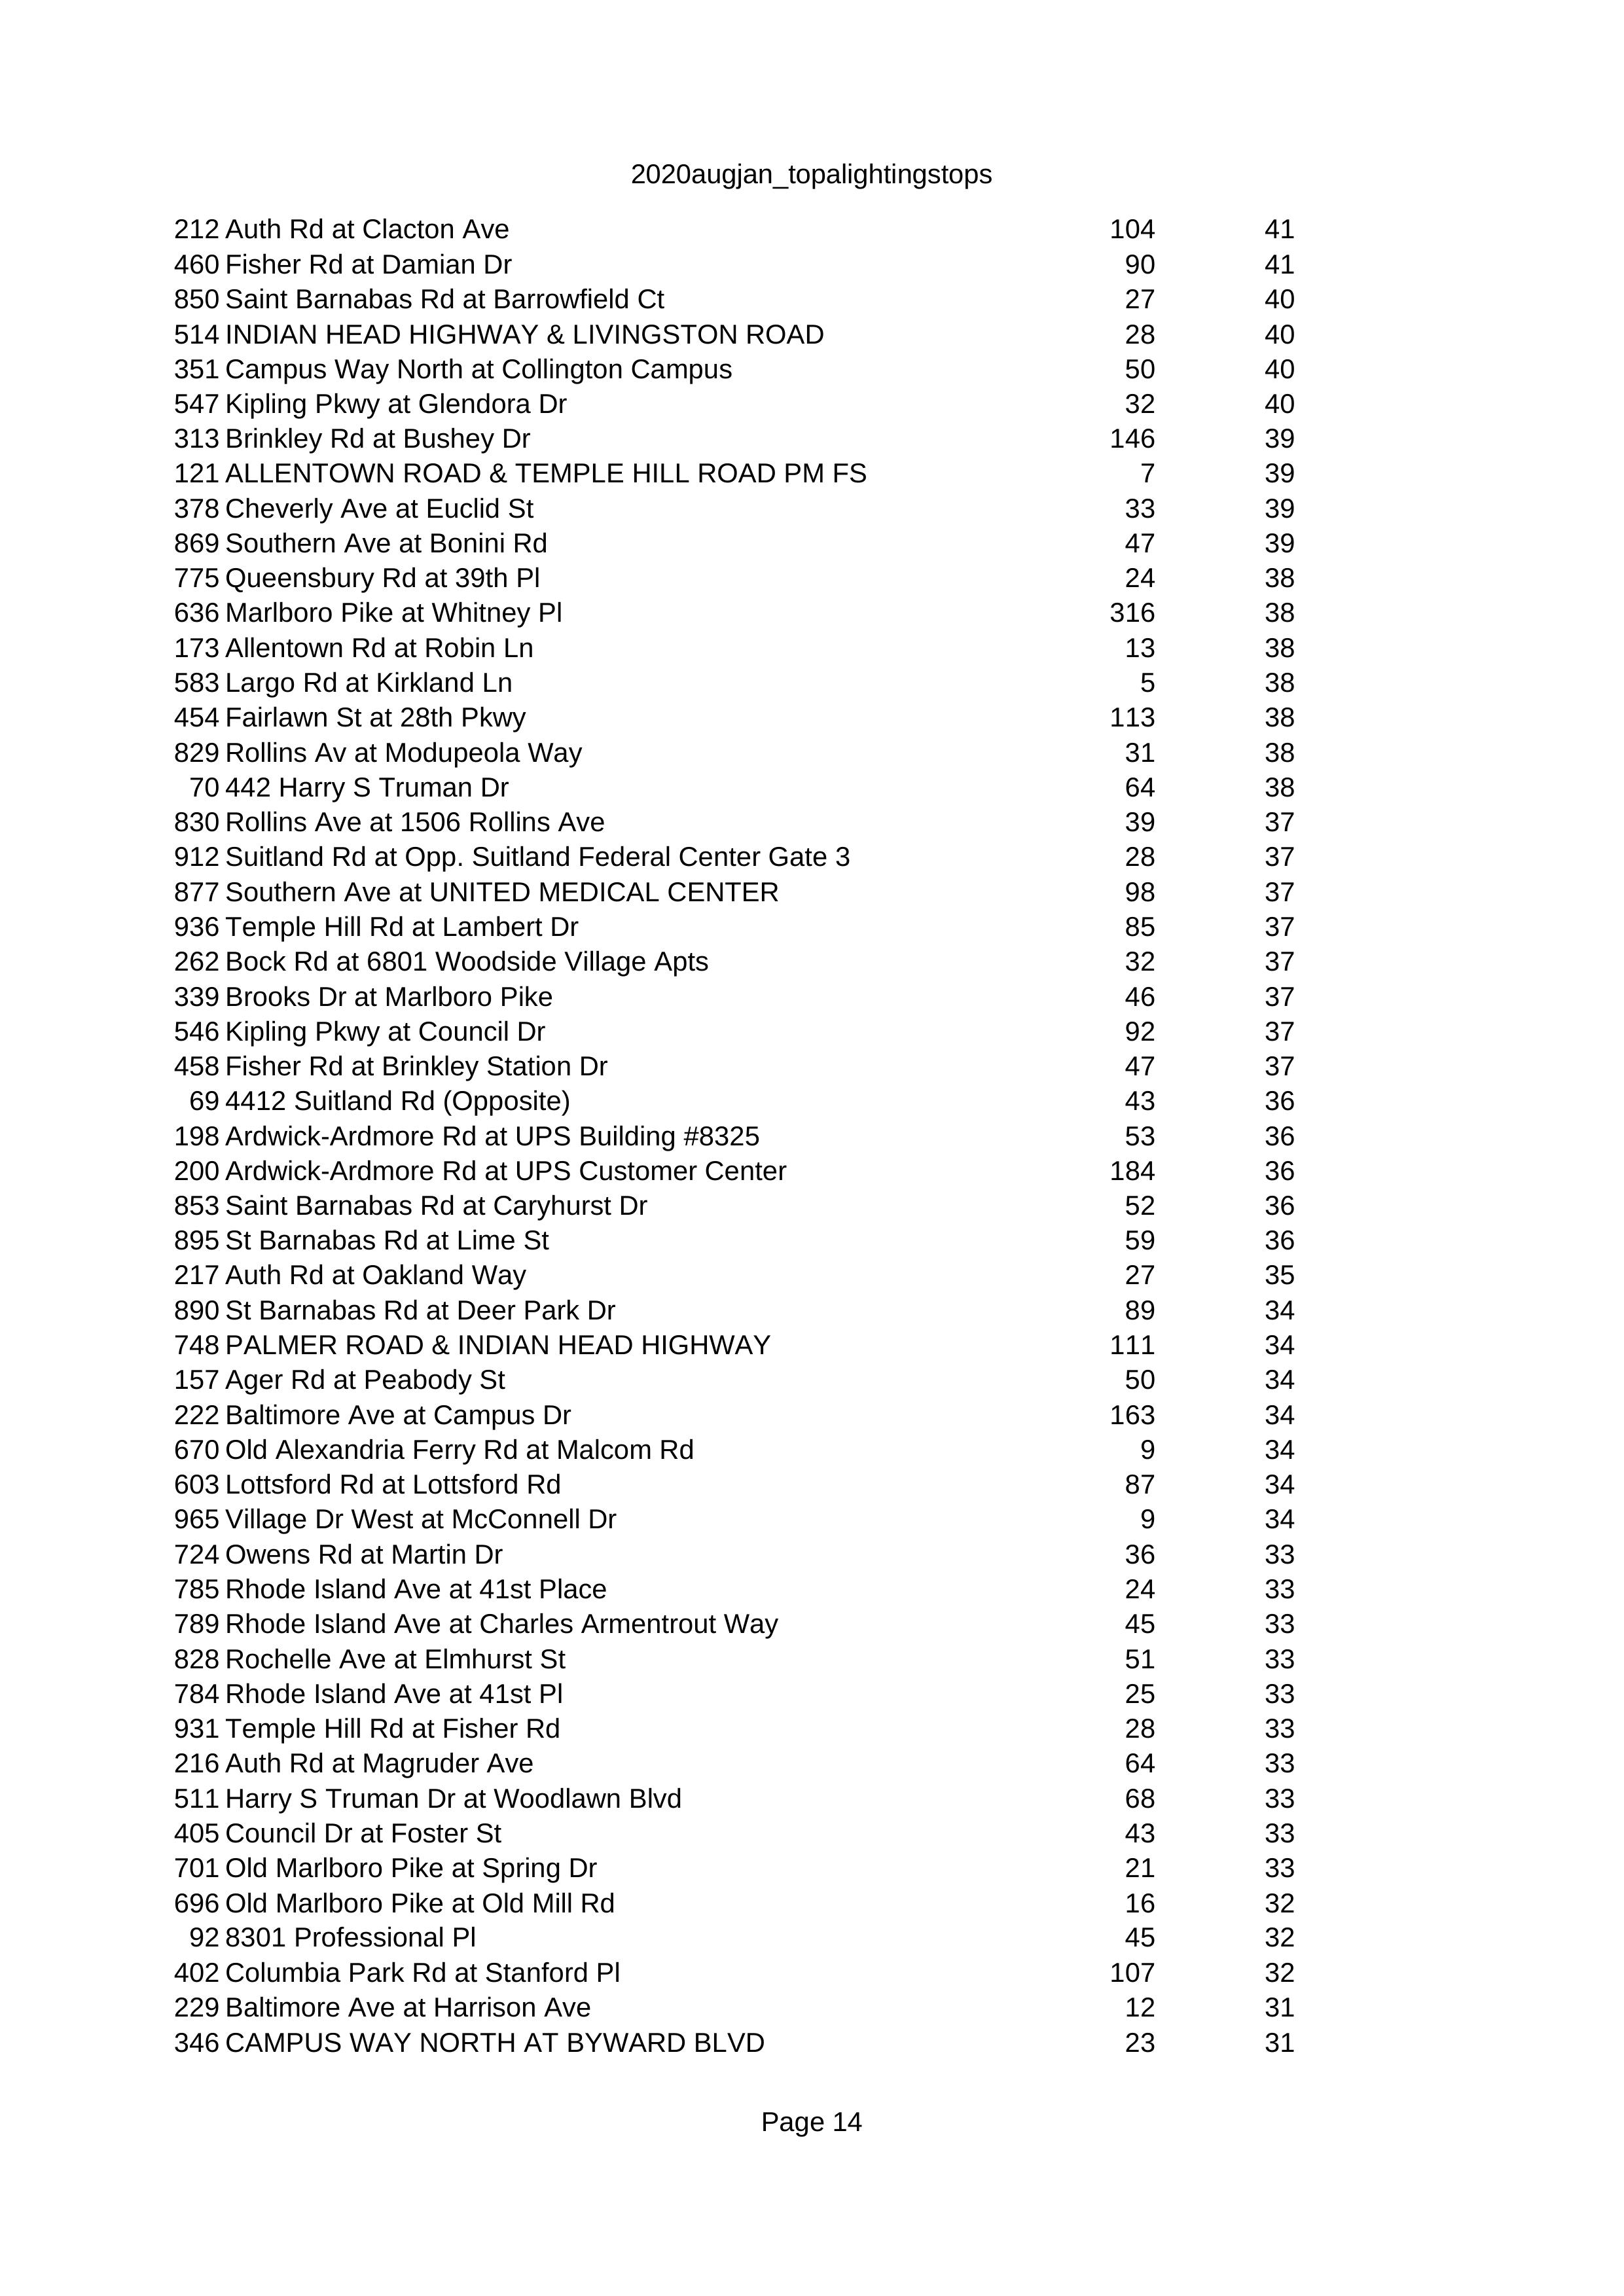 2020augjan_topalightingstops
212 Auth Rd at Clacton Ave 104 41
460 Fisher Rd at Damian Dr 90 41
850 Saint Barnabas Rd at Barrowfield Ct 27 40
514 INDIAN HEAD HIGHWAY & LIVINGSTON ROAD 28 40
351 Campus Way North at Collington Campus 50 40
547 Kipling Pkwy at Glendora Dr 32 40
313 Brinkley Rd at Bushey Dr 146 39
121 ALLENTOWN ROAD & TEMPLE HILL ROAD PM FS 7 39
378 Cheverly Ave at Euclid St 33 39
869 Southern Ave at Bonini Rd 47 39
775 Queensbury Rd at 39th Pl 24 38
636 Marlboro Pike at Whitney Pl 316 38
173 Allentown Rd at Robin Ln 13 38
583 Largo Rd at Kirkland Ln 5 38
454 Fairlawn St at 28th Pkwy 113 38
829 Rollins Av at Modupeola Way 31 38
70 442 Harry S Truman Dr 64 38
830 Rollins Ave at 1506 Rollins Ave 39 37
912 Suitland Rd at Opp. Suitland Federal Center Gate 3 28 37
877 Southern Ave at UNITED MEDICAL CENTER 98 37
936 Temple Hill Rd at Lambert Dr 85 37
262 Bock Rd at 6801 Woodside Village Apts 32 37
339 Brooks Dr at Marlboro Pike 46 37
546 Kipling Pkwy at Council Dr 92 37
458 Fisher Rd at Brinkley Station Dr 47 37
69 4412 Suitland Rd (Opposite) 43 36
198 Ardwick-Ardmore Rd at UPS Building #8325 53 36
200 Ardwick-Ardmore Rd at UPS Customer Center 184 36
853 Saint Barnabas Rd at Caryhurst Dr 52 36
895 St Barnabas Rd at Lime St 59 36
217 Auth Rd at Oakland Way 27 35
890 St Barnabas Rd at Deer Park Dr 89 34
748 PALMER ROAD & INDIAN HEAD HIGHWAY 111 34
157 Ager Rd at Peabody St 50 34
222 Baltimore Ave at Campus Dr 163 34
670 Old Alexandria Ferry Rd at Malcom Rd 9 34
603 Lottsford Rd at Lottsford Rd 87 34
965 Village Dr West at McConnell Dr 9 34
724 Owens Rd at Martin Dr 36 33
785 Rhode Island Ave at 41st Place 24 33
789 Rhode Island Ave at Charles Armentrout Way 45 33
828 Rochelle Ave at Elmhurst St 51 33
784 Rhode Island Ave at 41st Pl 25 33
931 Temple Hill Rd at Fisher Rd 28 33
216 Auth Rd at Magruder Ave 64 33
511 Harry S Truman Dr at Woodlawn Blvd 68 33
405 Council Dr at Foster St 43 33
701 Old Marlboro Pike at Spring Dr 21 33
696 Old Marlboro Pike at Old Mill Rd 16 32
92 8301 Professional Pl 45 32
402 Columbia Park Rd at Stanford Pl 107 32
229 Baltimore Ave at Harrison Ave 12 31
346 CAMPUS WAY NORTH AT BYWARD BLVD 23 31
Page 14